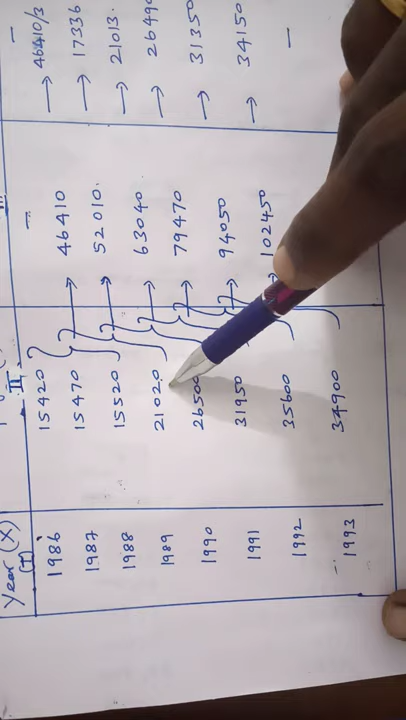 Year (X)
(I) II
1986 15420 – –
1987 15470 → 46410 → 46410/3
1988 15520 → 52010. → 17336
1989 21020 → 63040 → 21013.
1990 26500 → 79470 → 26490
1991 31950 → 94050 → 31350
1992 35600 → 102450 → 34150
1993 34900 –